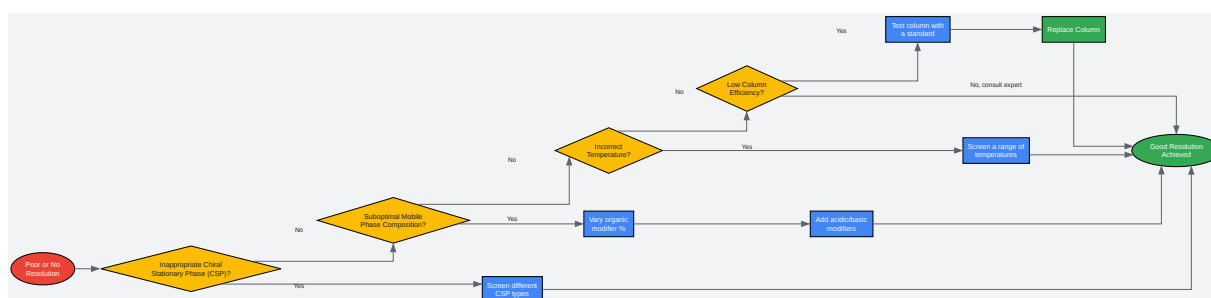 Test column with
a standard
Replace Column
Yes
Low Column
Efficiency?
No
No, consult expert
Incorrect
Temperature?
Yes
Screen a range of
temperatures
Good Resolution
Achieved
No
Suboptimal Mobile
Phase Composition?
Yes
Vary organic
modifier %
Add acidic/basic
modifiers
No
Poor or No
Resolution
Inappropriate Chiral
Stationary Phase (CSP)?
Yes
Screen different
CSP types